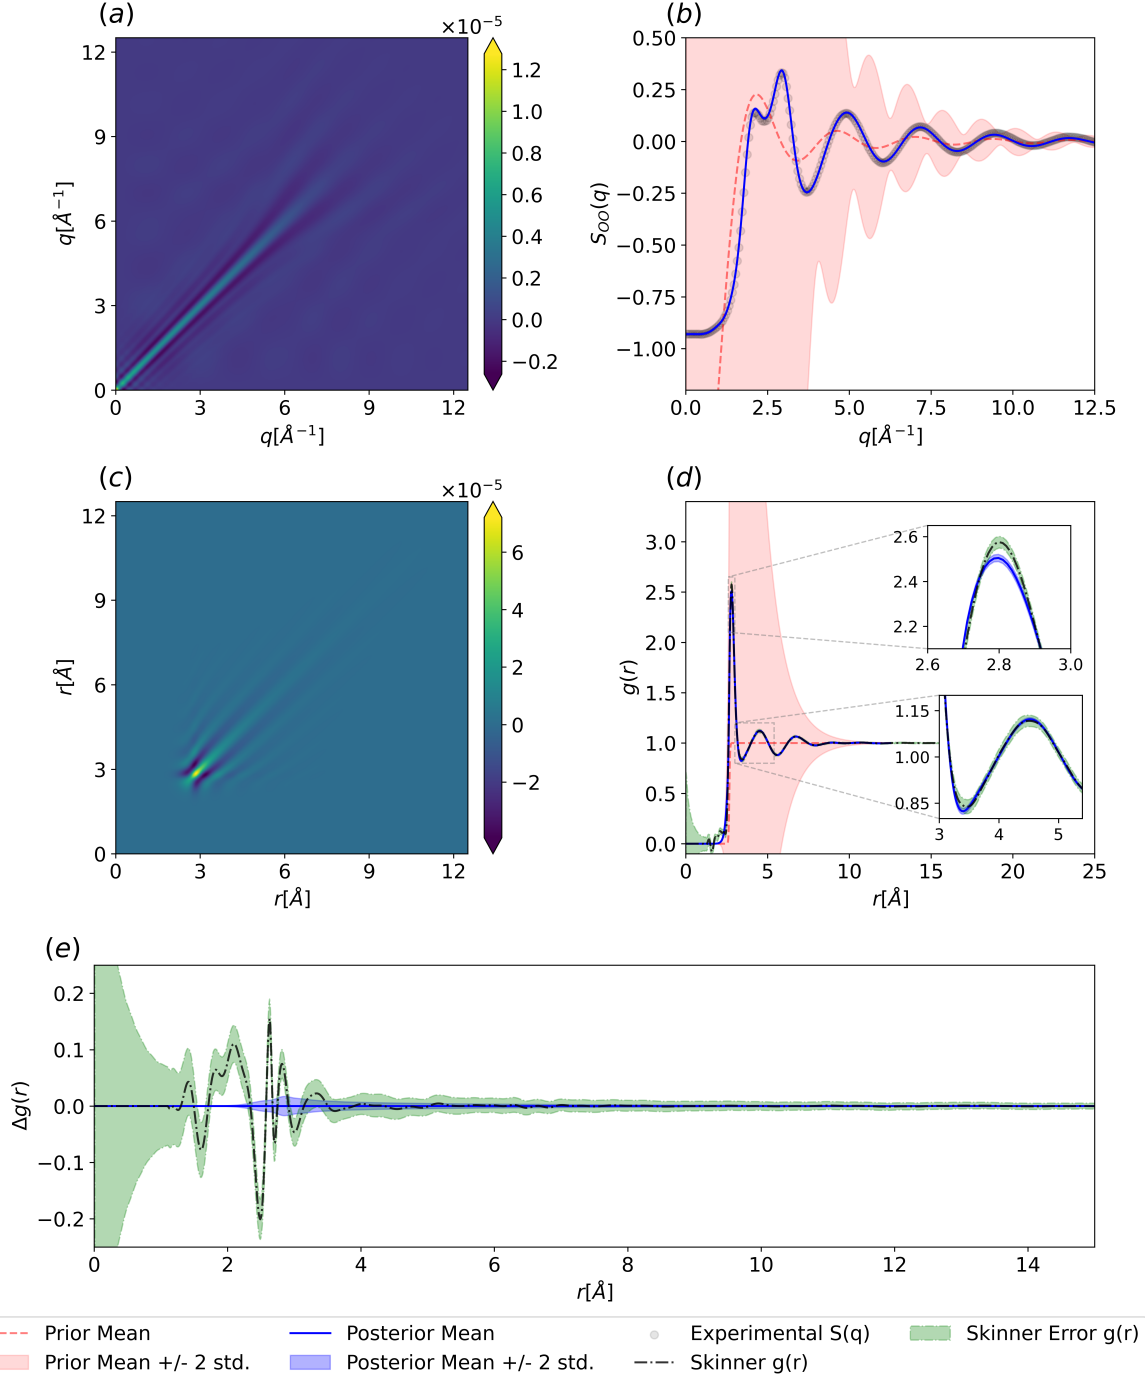 (a)
×10⁻⁵
12
9
6
3
0
q[Å⁻¹]
0 3 6 9 12
q[Å⁻¹]
1.2
1.0
0.8
0.6
0.4
0.2
0.0
−0.2
(b)
0.50
0.25
0.00
−0.25
−0.50
−0.75
−1.00
S_OO(q)
0.0 2.5 5.0 7.5 10.0 12.5
q[Å⁻¹]
(c)
×10⁻⁵
12
9
6
3
0
r[Å]
0 3 6 9 12
r[Å]
6
4
2
0
−2
(d)
3.0
2.5
2.0
1.5
1.0
0.5
0.0
g(r)
0 5 10 15 20 25
r[Å]
2.6
2.4
2.2
2.6 2.8 3.0
1.15
1.00
0.85
3 4 5
(e)
0.2
0.1
0.0
−0.1
−0.2
Δg(r)
0 2 4 6 8 10 12 14
r[Å]
Prior Mean Posterior Mean Experimental S(q) Skinner Error g(r)
Prior Mean +/- 2 std. Posterior Mean +/- 2 std. Skinner g(r)